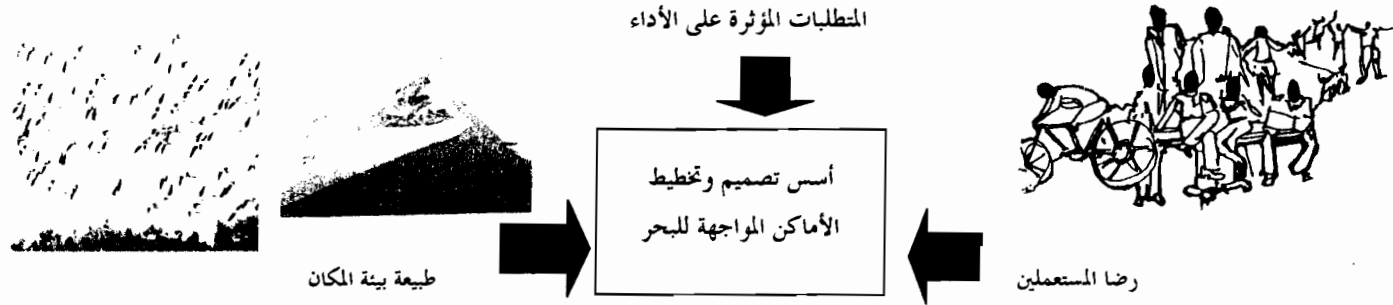 المتطلبات المؤثرة على الأداء
أسس تصميم وتخطيط
الأماكن المواجهة للبحر
رضا المستعملين
طبيعة بيئة المكان